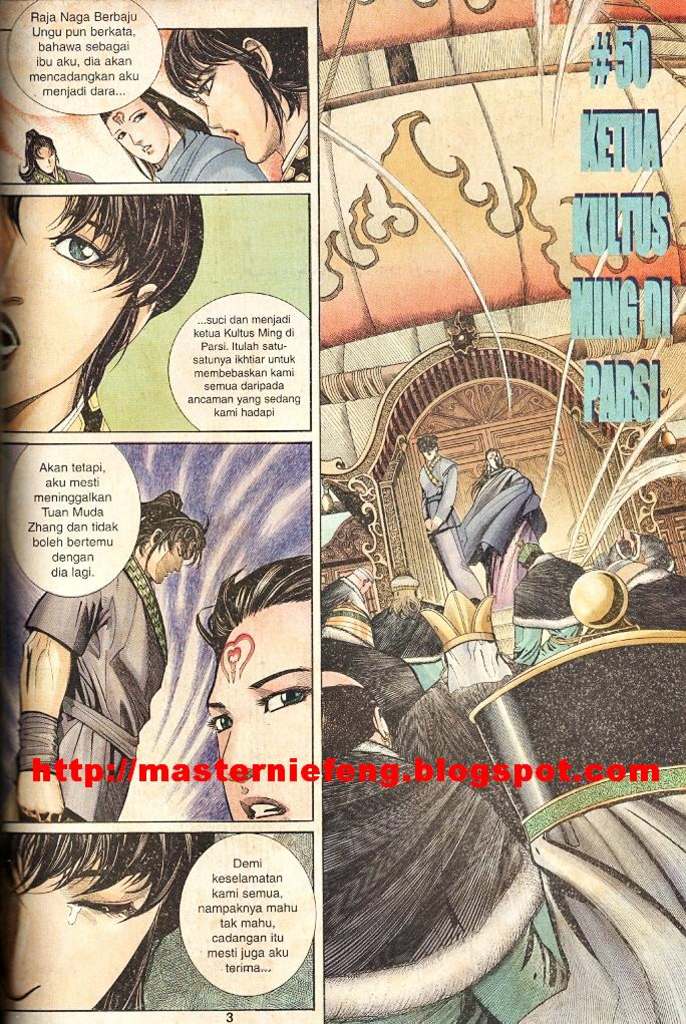 Raja Naga Berbaju
Ungu pun berkata,
bahawa sebagai
ibu aku, dia akan
mencadangkan aku
menjadi dara...
...suci dan menjadi
ketua Kultus Ming di
Parsi. Itulah satu-
satunya ikhtiar untuk
membebaskan kami
semua daripada
ancaman yang sedang
kami hadapi
Akan tetapi,
aku mesti
meninggalkan
Tuan Muda
Zhang dan tidak
boleh bertemu
dengan
dia lagi.
Demi
keselamatan
kami semua,
nampaknya mahu
tak mahu,
cadangan itu
mesti juga aku
terima...
3
#50
KETUA
KULTUS
MING DI
PARSI
http://masterniefeng.blogspot.com